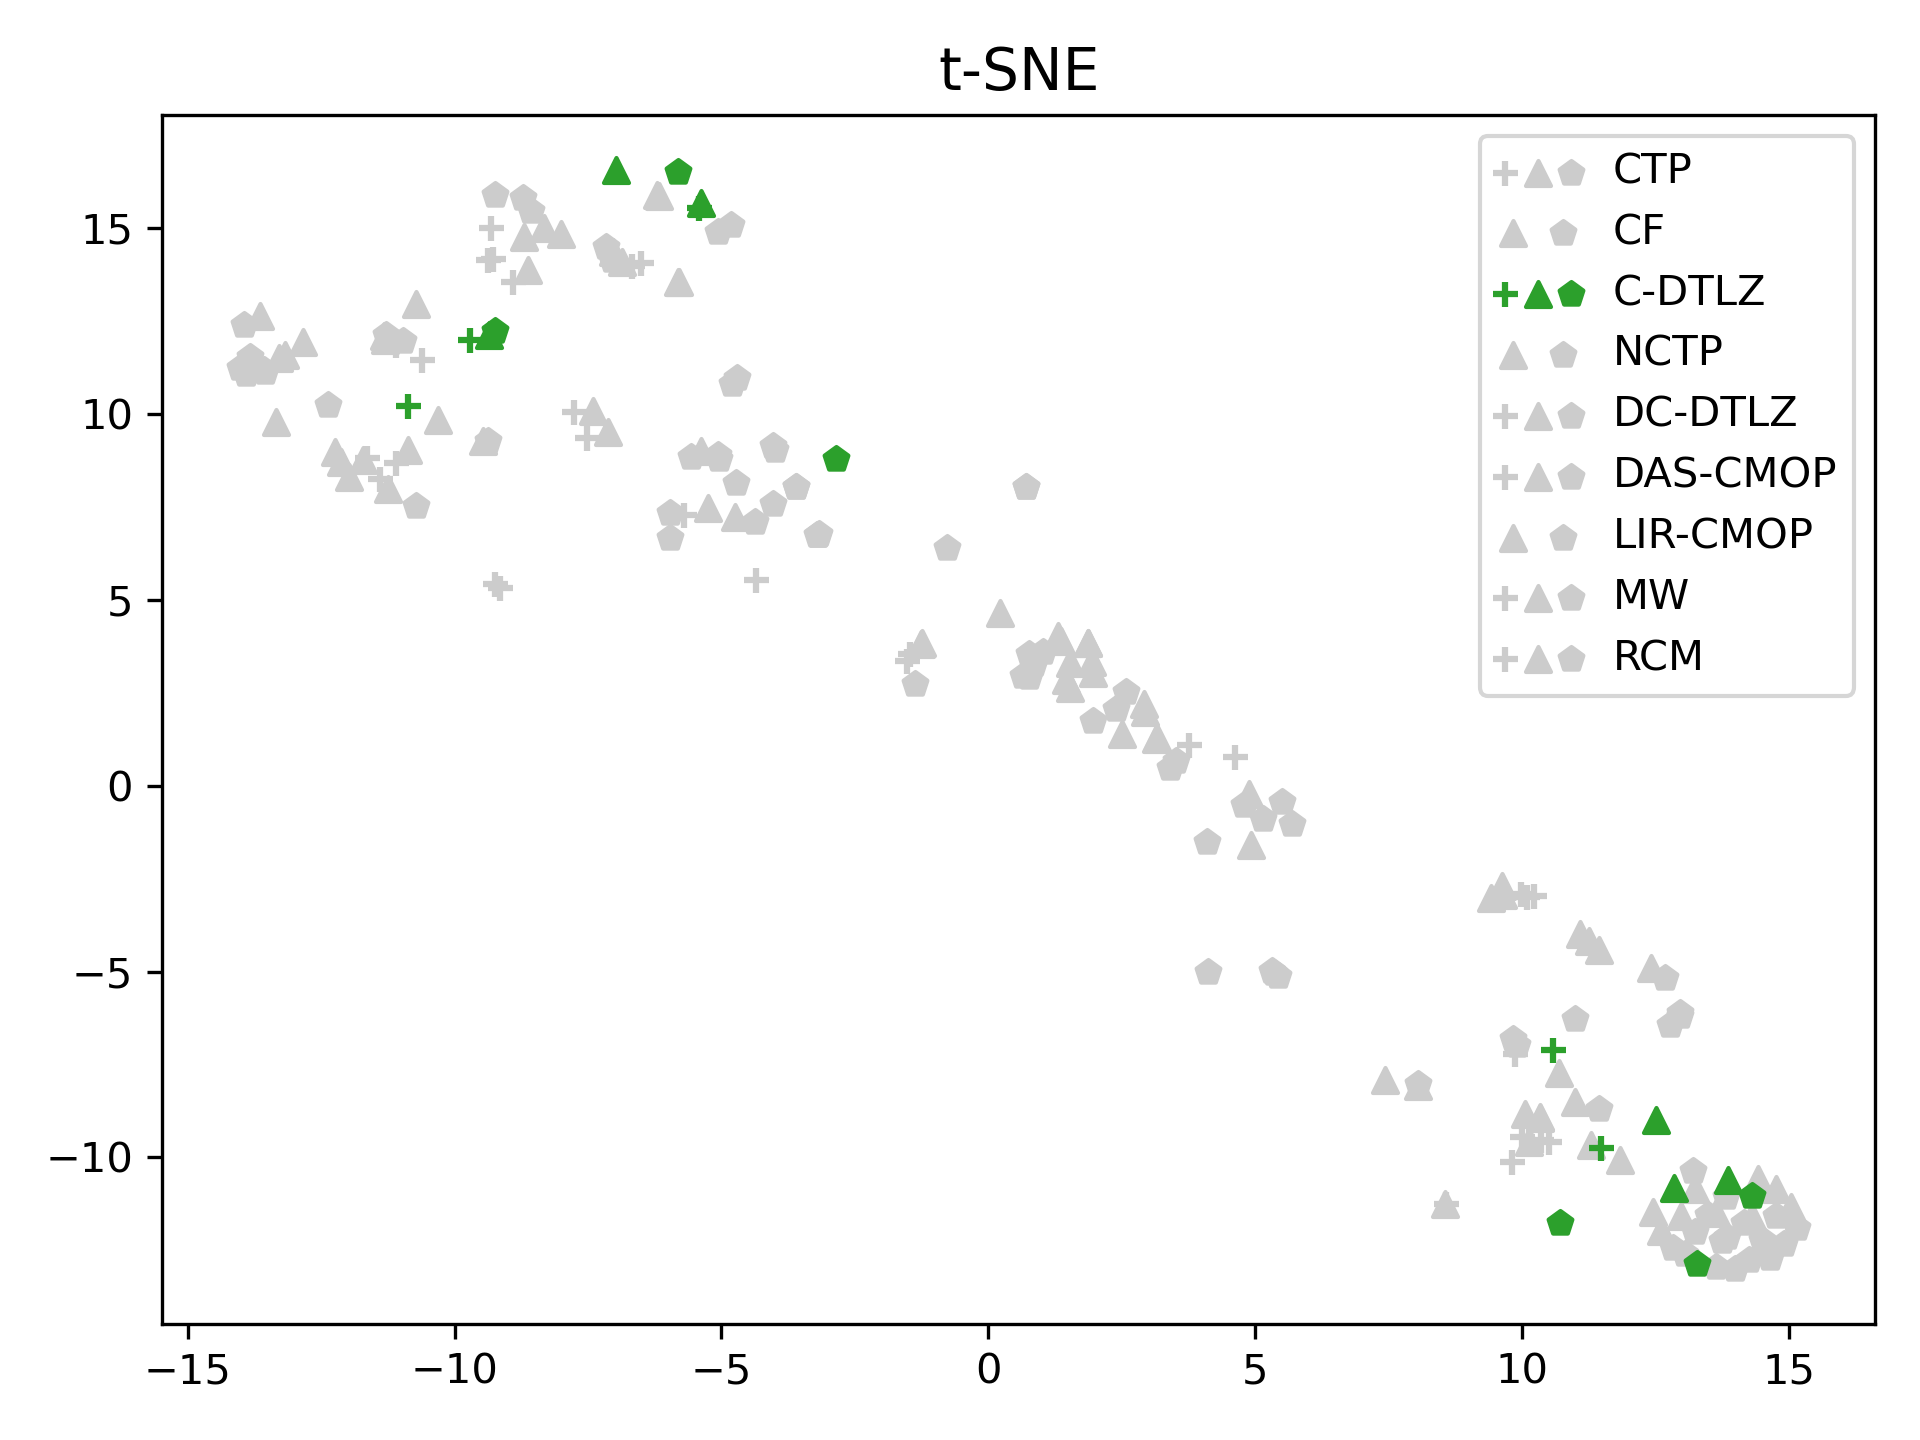 t-SNE
15
10
5
0
−5
−10
CTP
CF
C-DTLZ
NCTP
DC-DTLZ
DAS-CMOP
LIR-CMOP
MW
RCM
−15 −10 −5 0 5 10 15